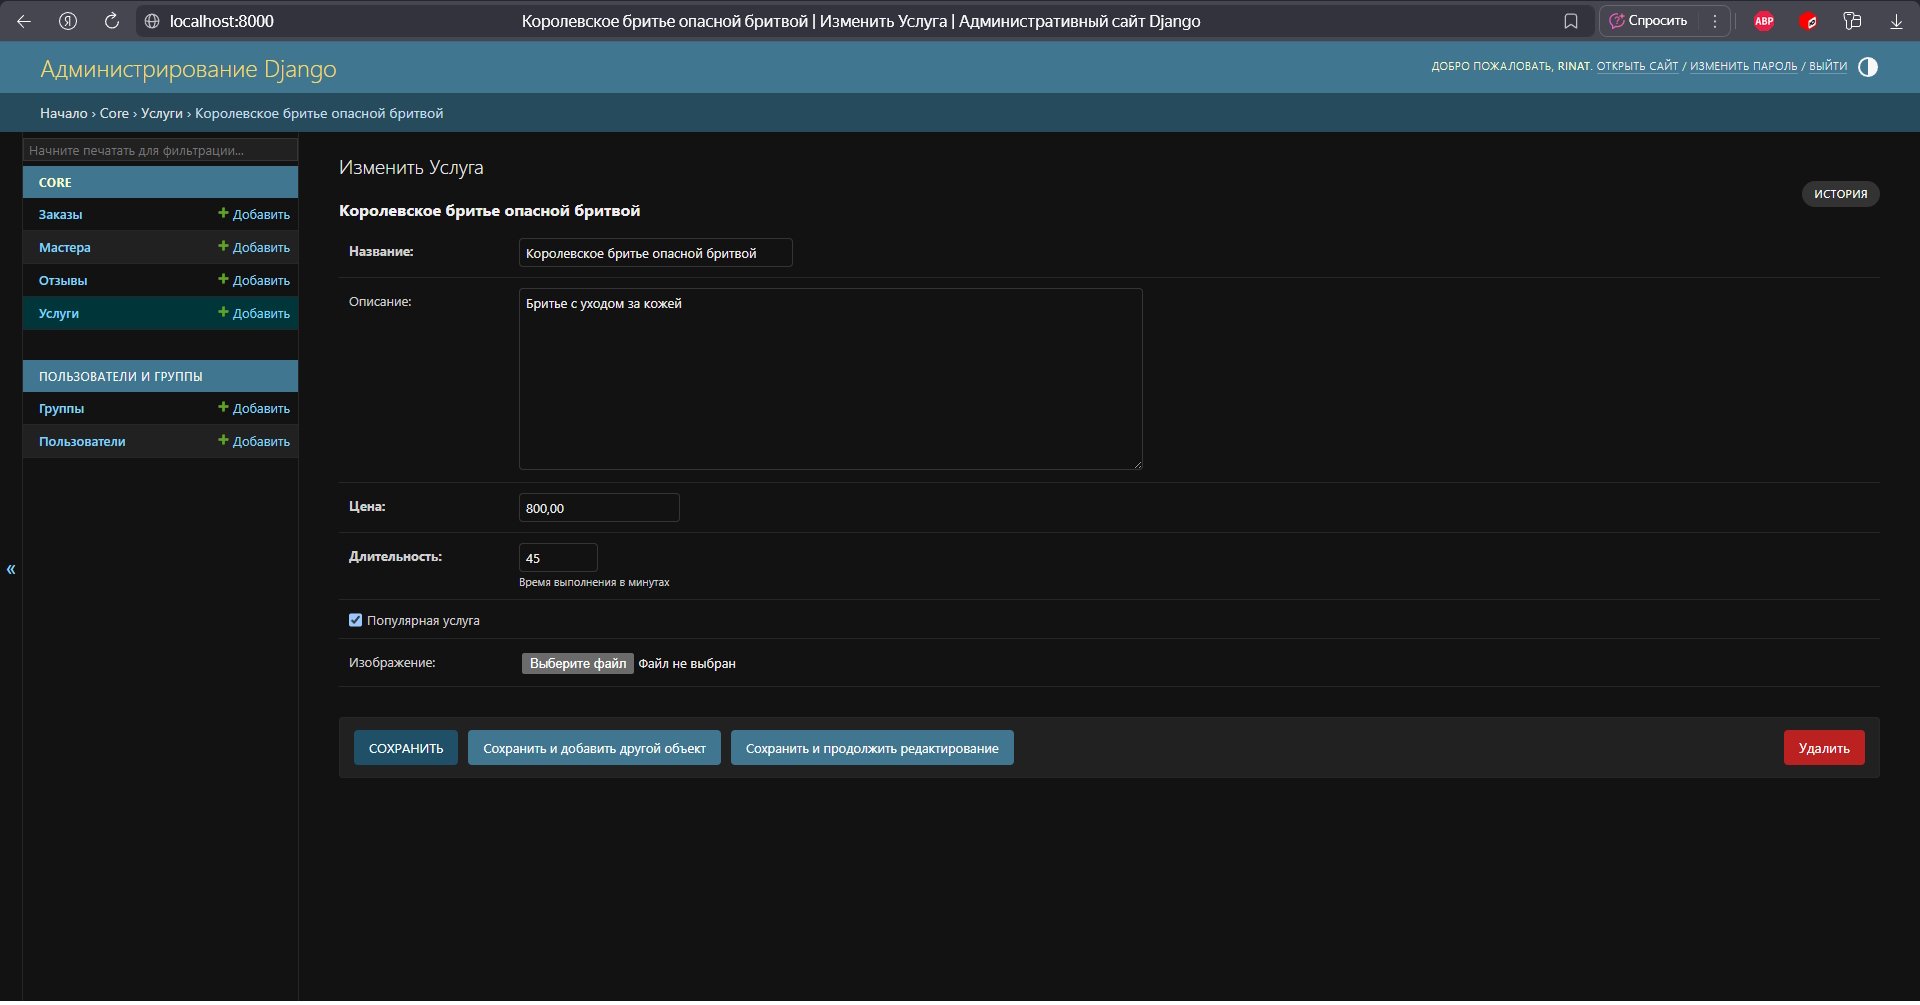 localhost:8000
Королевское бритье опасной бритвой | Изменить Услуга | Административный сайт Django
Спросить
ABP
Администрирование Django
ДОБРО ПОЖАЛОВАТЬ, RINAT. ОТКРЫТЬ САЙТ / ИЗМЕНИТЬ ПАРОЛЬ / ВЫЙТИ
Начало › Core › Услуги › Королевское бритье опасной бритвой
Начните печатать для фильтрации...
CORE
Заказы Добавить
Мастера Добавить
Отзывы Добавить
Услуги Добавить
ПОЛЬЗОВАТЕЛИ И ГРУППЫ
Группы Добавить
Пользователи Добавить
«
Изменить Услуга
ИСТОРИЯ
Королевское бритье опасной бритвой
Название: Королевское бритье опасной бритвой
Описание: Бритье с уходом за кожей
Цена: 800,00
Длительность: 45
Время выполнения в минутах
Популярная услуга
Изображение: Выберите файл Файл не выбран
СОХРАНИТЬ Сохранить и добавить другой объект Сохранить и продолжить редактирование Удалить